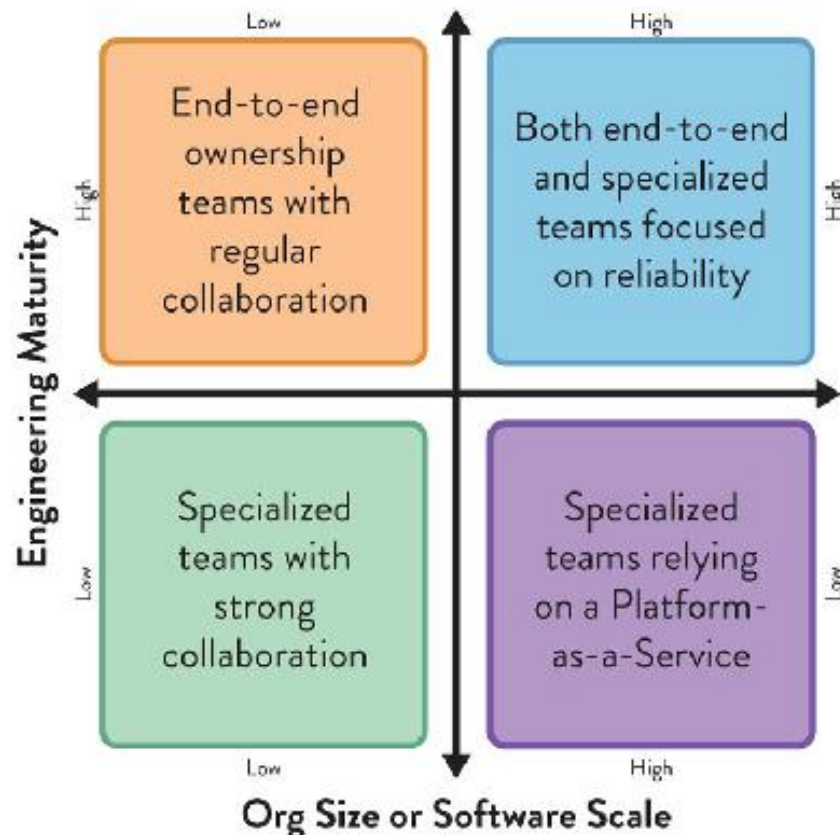 Low
High
End-to-end
ownership
teams with
regular
collaboration
Both end-to-end
and specialized
teams focused
on reliability
High
High
Engineering Maturity
Specialized
teams with
strong
collaboration
Specialized
teams relying
on a Platform-
as-a-Service
Low
Low
Low
High
Org Size or Software Scale